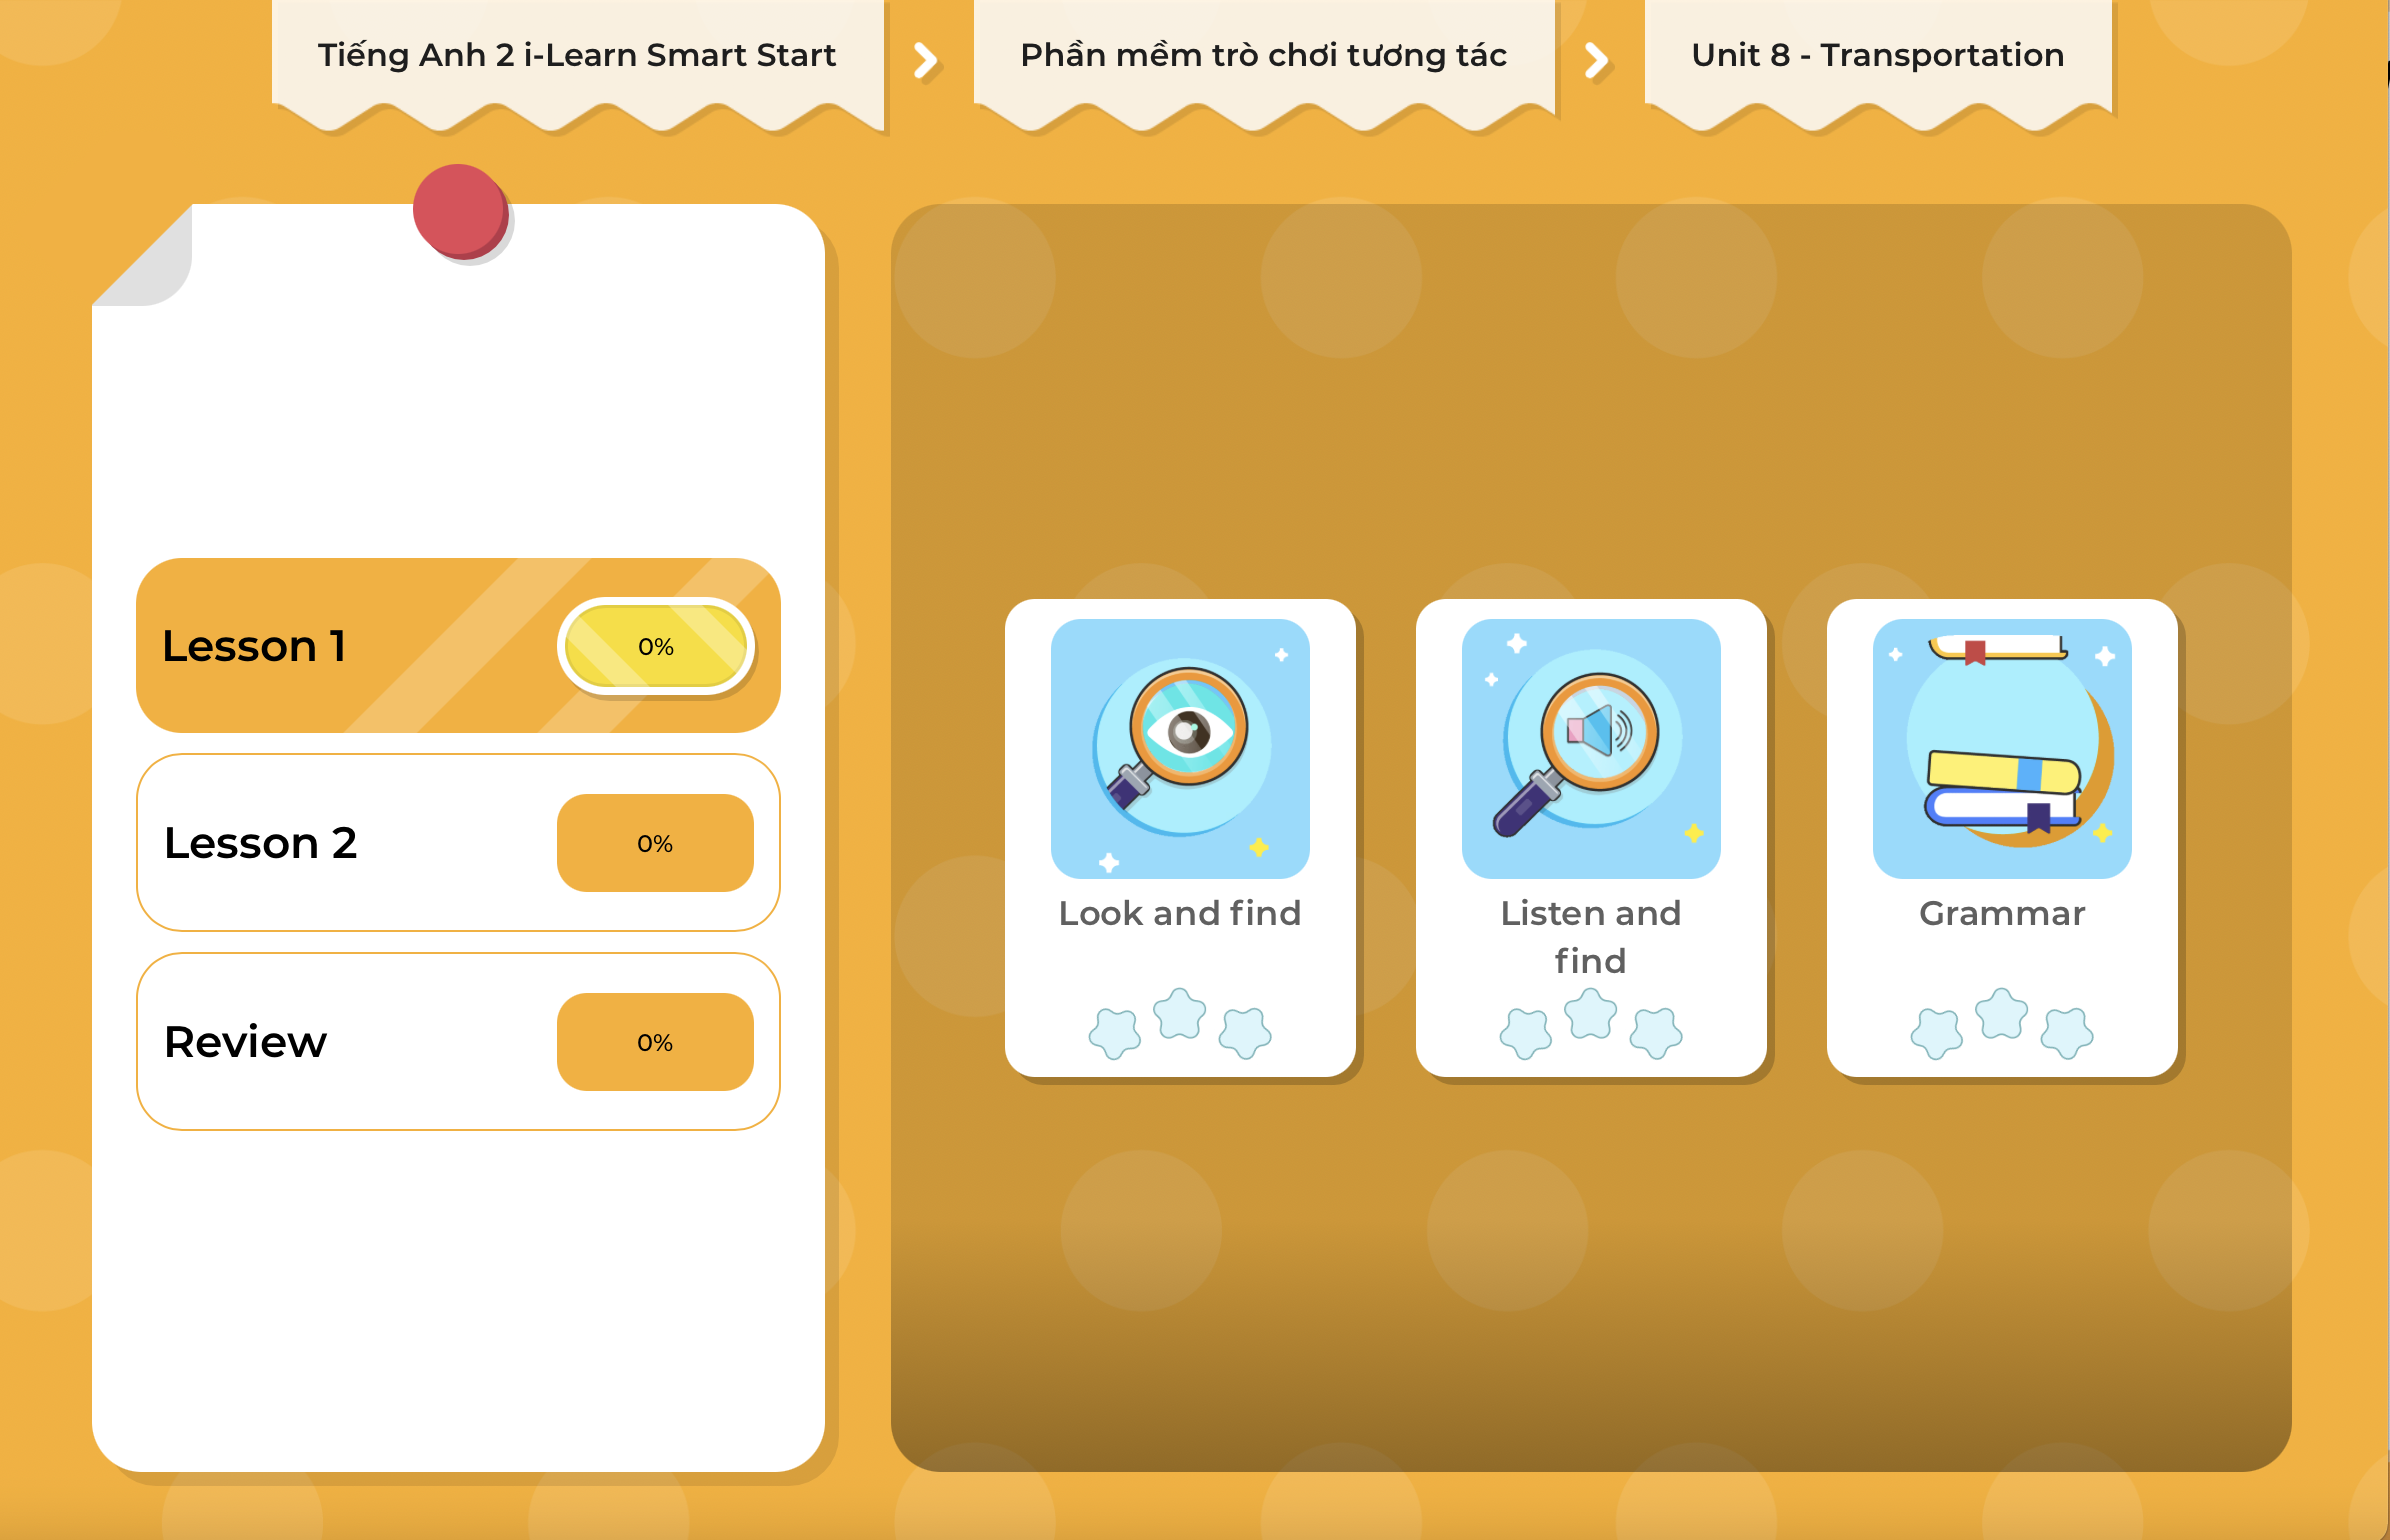 Tiếng Anh 2 i-Learn Smart Start
Phần mềm trò chơi tương tác
Unit 8 - Transportation
Lesson 1
0%
Lesson 2
0%
Review
0%
Look and find
Listen and
find
Grammar